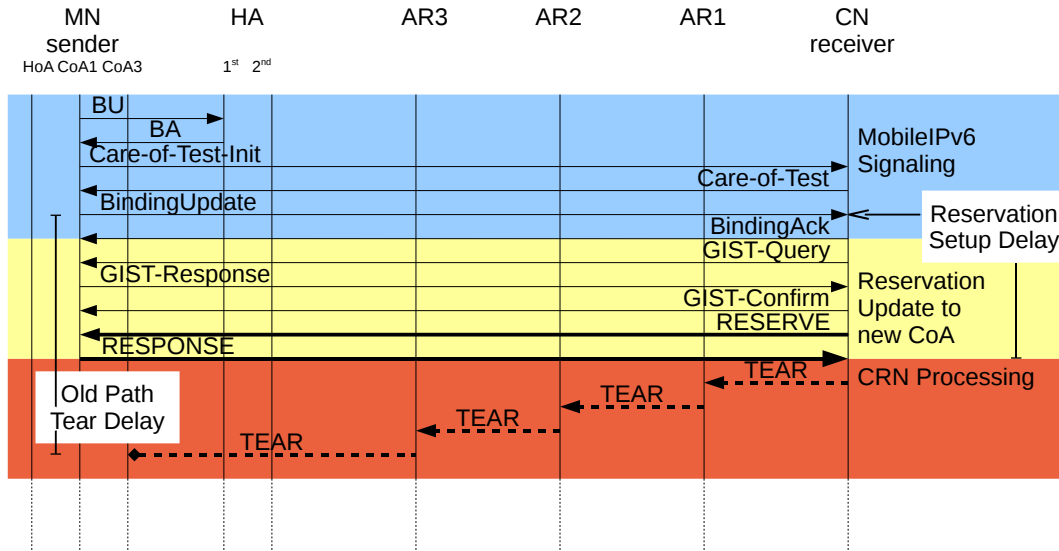 MN HA AR3 AR2 AR1 CN
sender receiver
HoA CoA1 CoA3 1st 2nd
BU
BA
Care-of-Test-Init
MobileIPv6
Signaling
Care-of-Test
BindingUpdate
Reservation
Setup Delay
BindingAck
GIST-Query
GIST-Response
Reservation
Update to
new CoA
GIST-Confirm
RESERVE
RESPONSE
TEAR
CRN Processing
Old Path
Tear Delay
TEAR
TEAR
TEAR